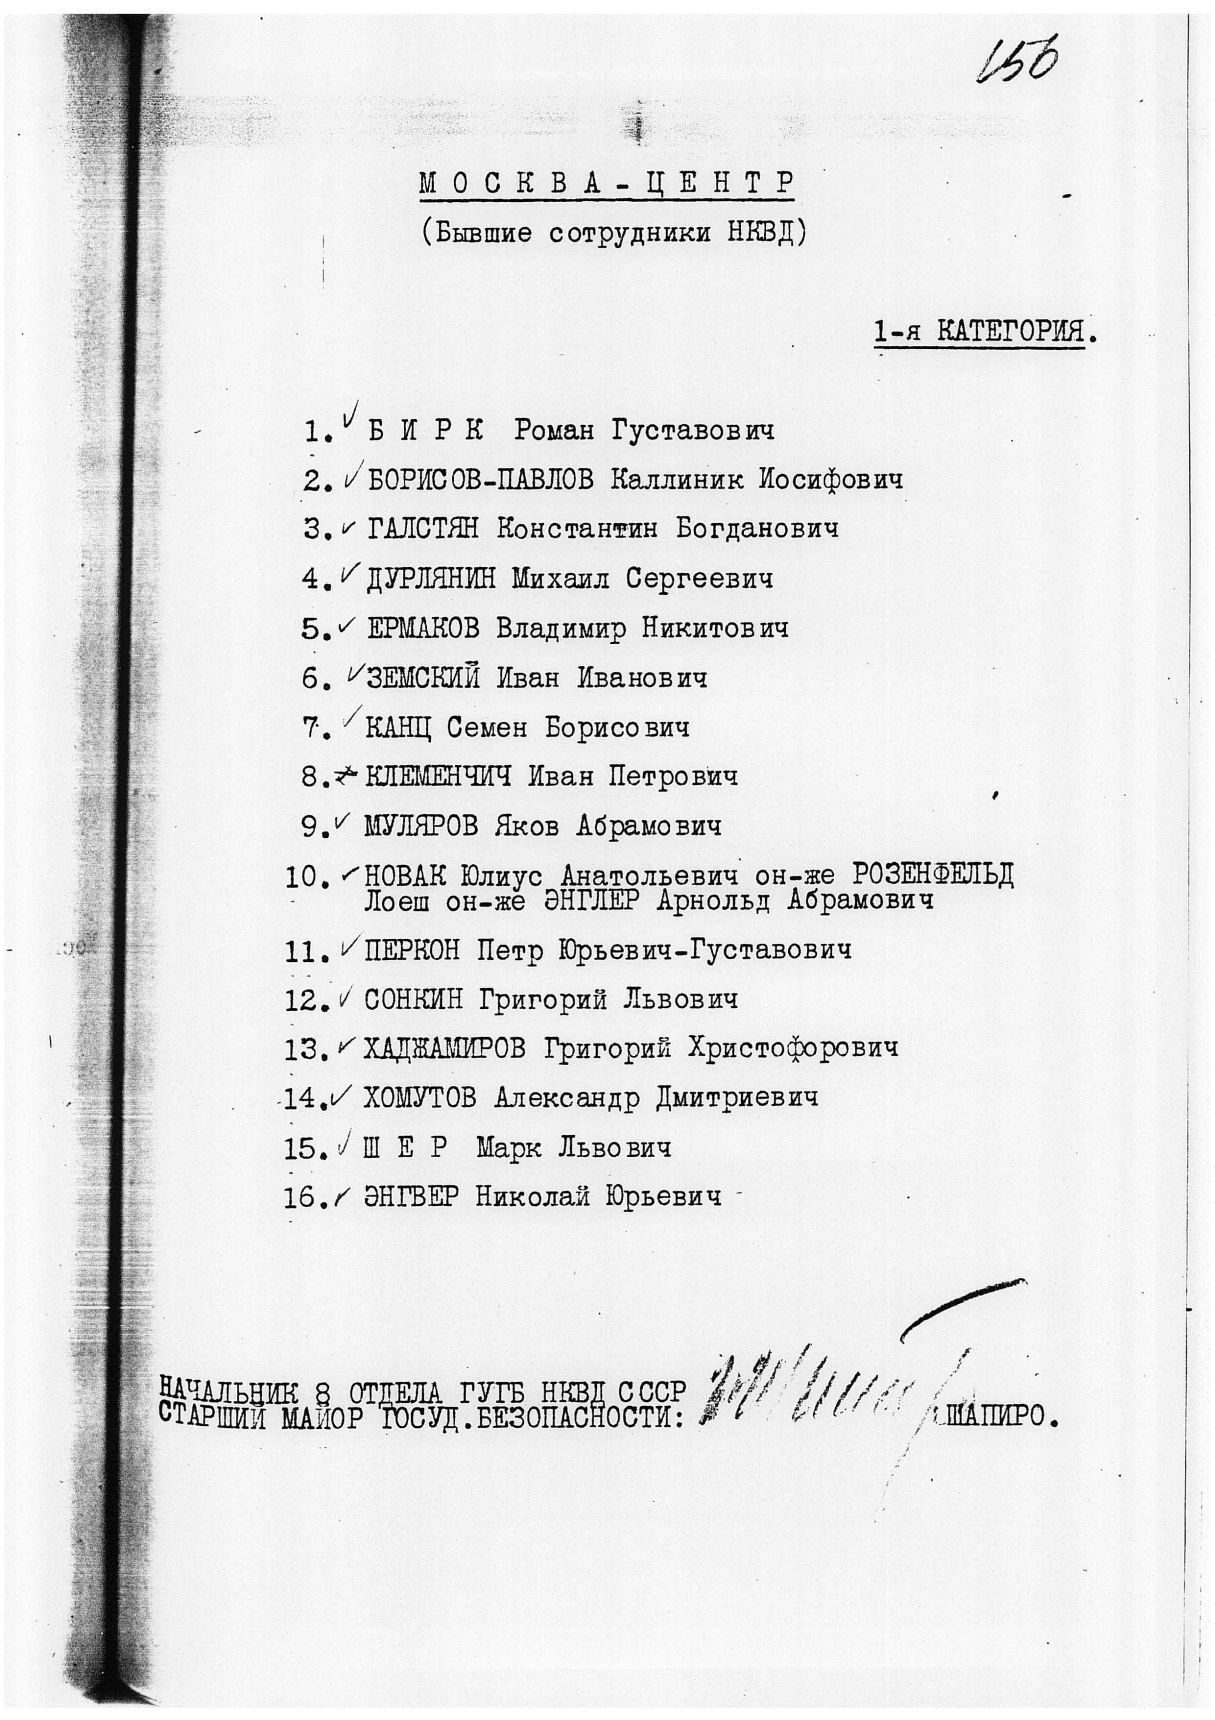 156
МОСКВА-ЦЕНТР
(Бывшие сотрудники НКВД)
1-я КАТЕГОРИЯ.
1. БИРК Роман Густавович
2. БОРИСОВ-ПАВЛОВ Каллиник Иосифович
3. ГАЛСТЯН Константин Богданович
4. ДУРЛЯНИН Михаил Сергеевич
5. ЕРМАКОВ Владимир Никитович
6. ЗЕМСКИЙ Иван Иванович
7. КАНЦ Семен Борисович
8. КЛЕМЕНЧИЧ Иван Петрович
9. МУЛЯРОВ Яков Абрамович
10. НОВАК Юлиус Анатольевич он-же РОЗЕНФЕЛЬД
Лоеш он-же ЭНГЛЕР Арнольд Абрамович
11. ПЕРКОН Петр Юрьевич-Густавович
12. СОНКИН Григорий Львович
13. ХАДЖАМИРОВ Григорий Христофорович
14. ХОМУТОВ Александр Дмитриевич
15. ШЕР Марк Львович
16. ЭНГВЕР Николай Юрьевич
НАЧАЛЬНИК 8 ОТДЕЛА ГУГБ НКВД СССР
СТАРШИЙ МАЙОР ГОСУД.БЕЗОПАСНОСТИ: ШАПИРО.